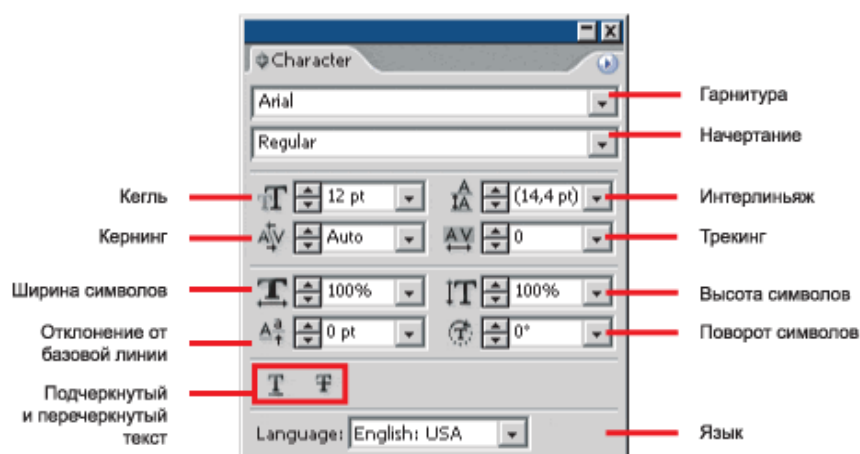 Character
Arial
Гарнитура
Regular
Начертание
Кегль
12 pt
(14,4 pt)
Интерлиньяж
Кернинг
Auto
0
Трекинг
Ширина символов
100%
100%
Высота символов
Отклонение от
базовой линии
0 pt
0°
Поворот символов
Подчеркнутый
и перечеркнутый
текст
T T
Language: English: USA
Язык